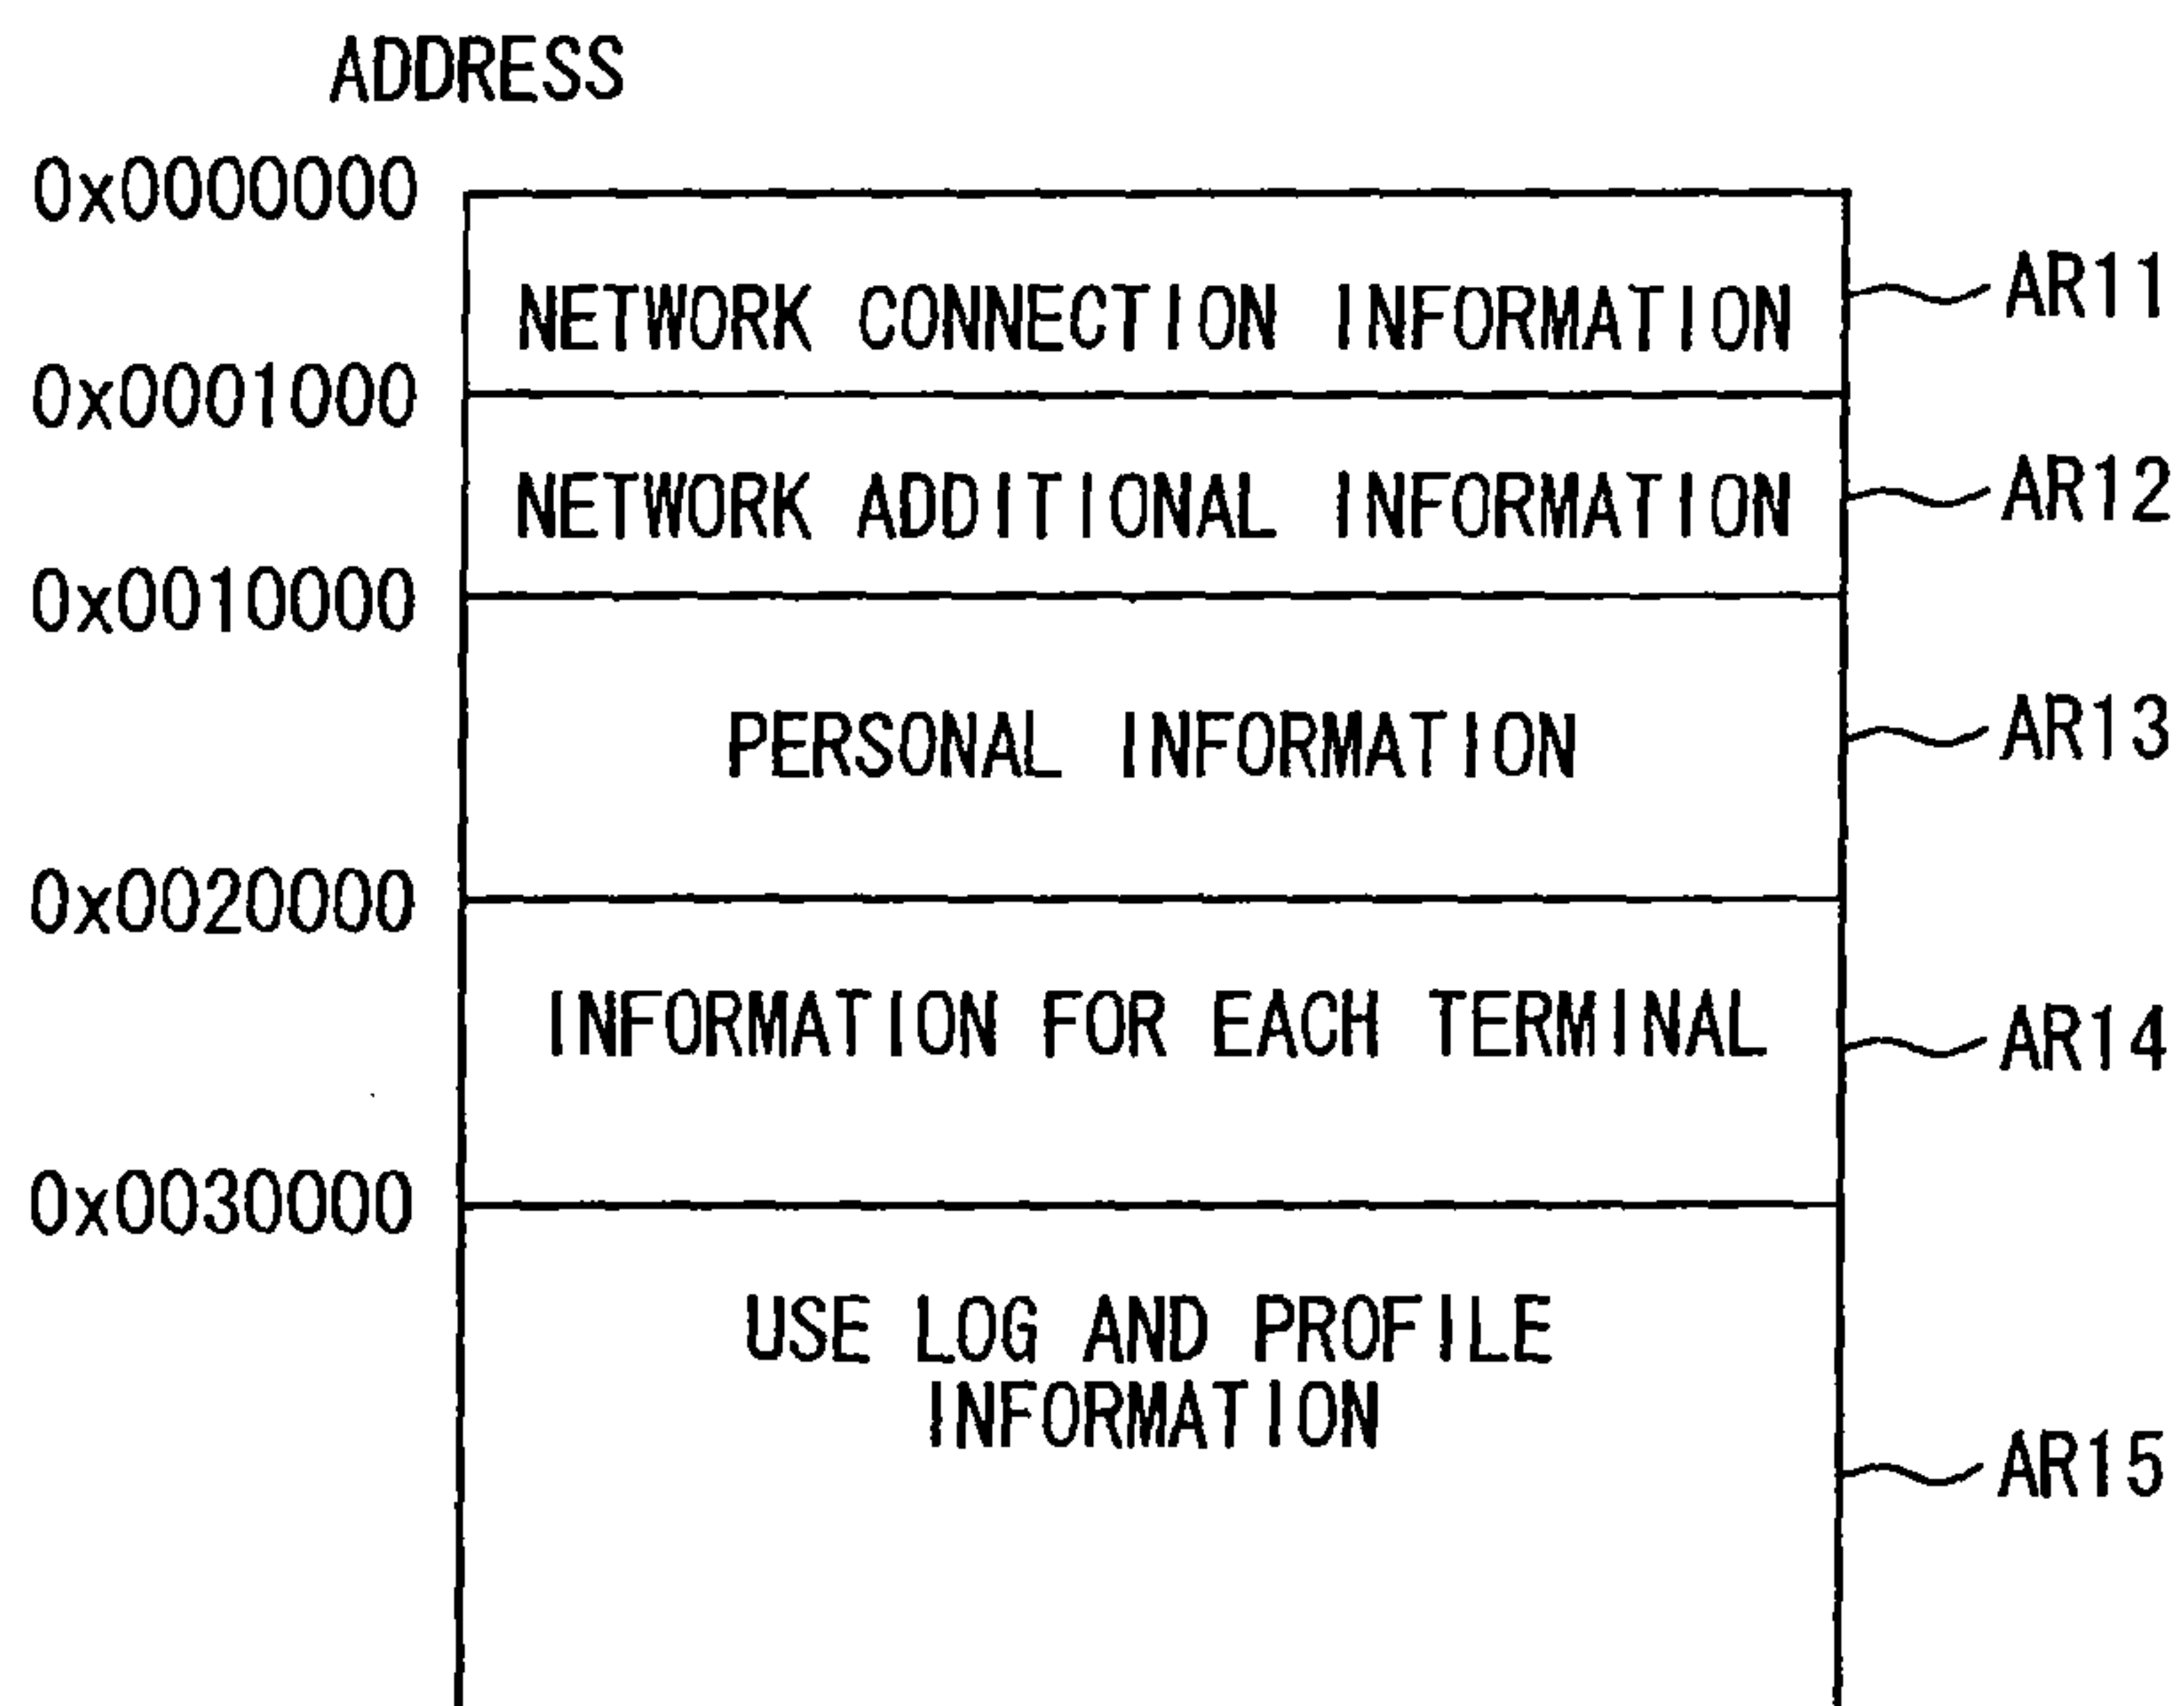 ADDRESS
0x0000000
NETWORK CONNECTION INFORMATION
AR11
0x0001000
NETWORK ADDITIONAL INFORMATION
AR12
0x0010000
PERSONAL INFORMATION
AR13
0x0020000
INFORMATION FOR EACH TERMINAL
AR14
0x0030000
USE LOG AND PROFILE
INFORMATION
AR15